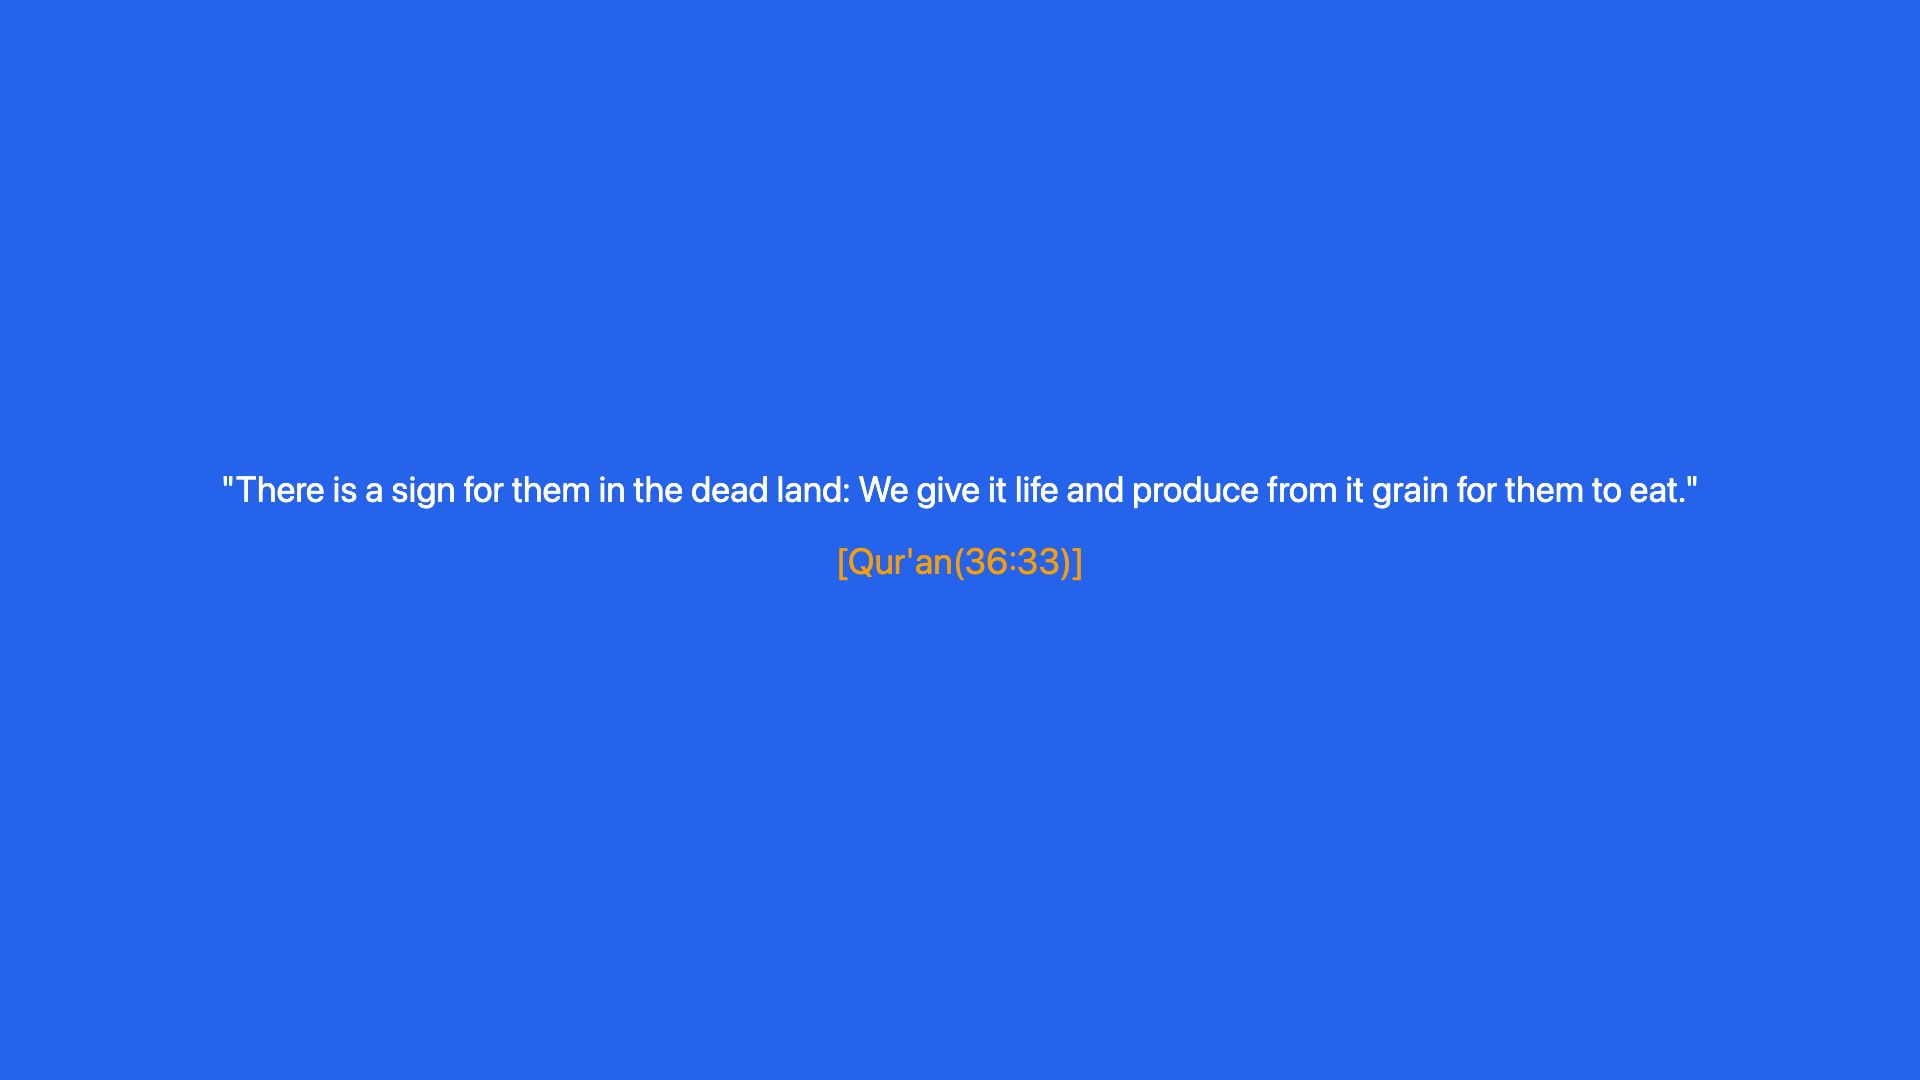 "There is a sign for them in the dead land: We give it life and produce from it grain for them to eat."
[Qur'an(36:33)]